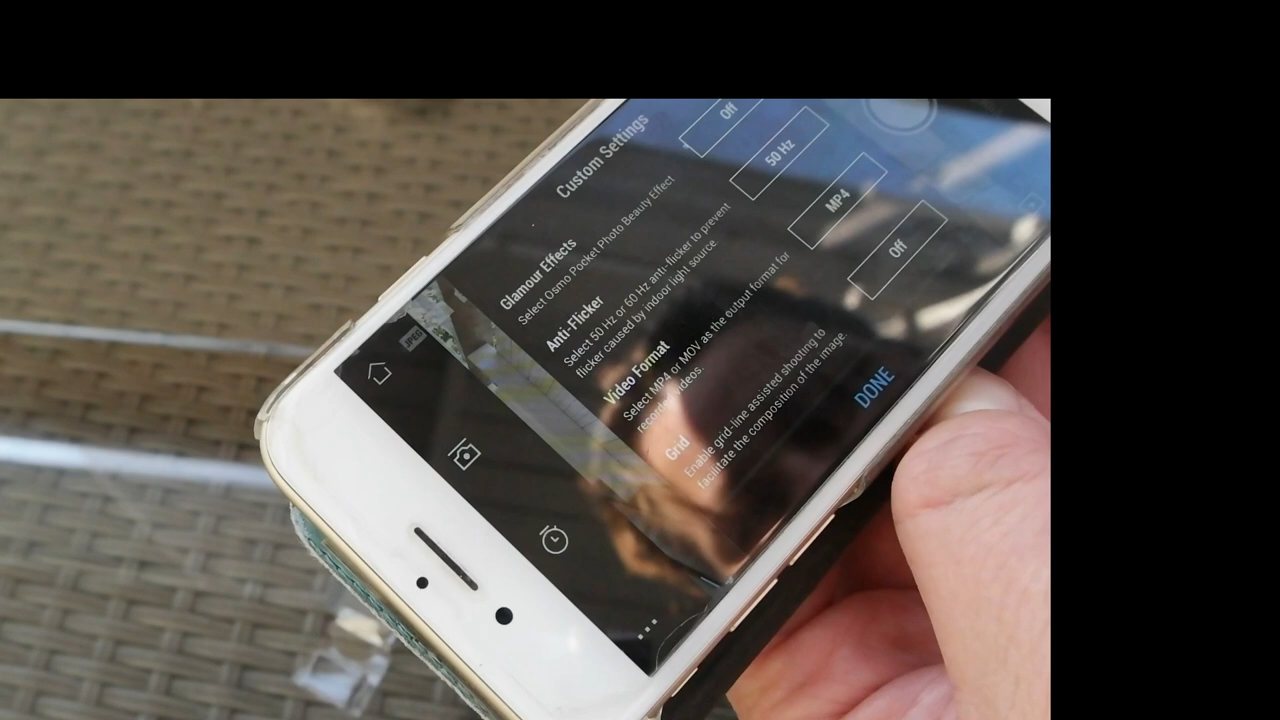 Custom Settings
Glamour Effects
Select Osmo Pocket Photo Beauty Effect
Off
Anti-Flicker
Select 50 Hz or 60 Hz anti-flicker to prevent
flicker caused by indoor light source.
50 Hz
Video Format
Select MP4 or MOV as the output format for
recorded videos.
MP4
Grid
Enable grid-line assisted shooting to
facilitate the composition of the image.
Off
DONE
JPEG